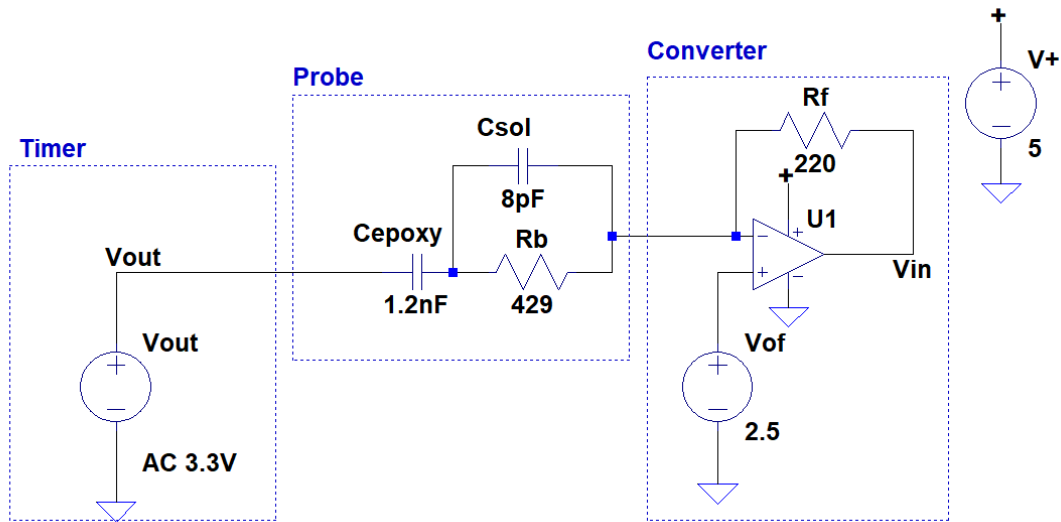 Timer
Vout
Vout
AC 3.3V
Probe
Csol
8pF
Cepoxy
1.2nF
Rb
429
Converter
Rf
220
+
U1
Vin
Vof
2.5
+
V+
5